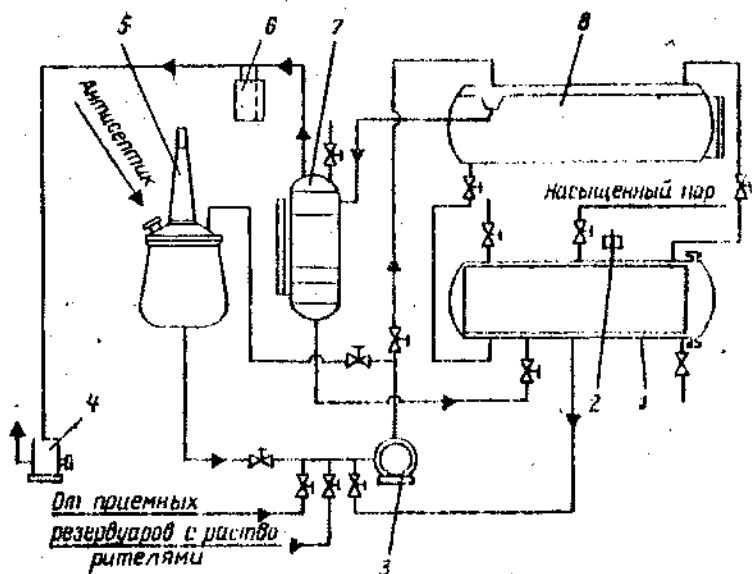 5
6
7
8
Антисептик
Насыщенный пар
4
2
1
От приемных
резервуаров с раство
рителями
3